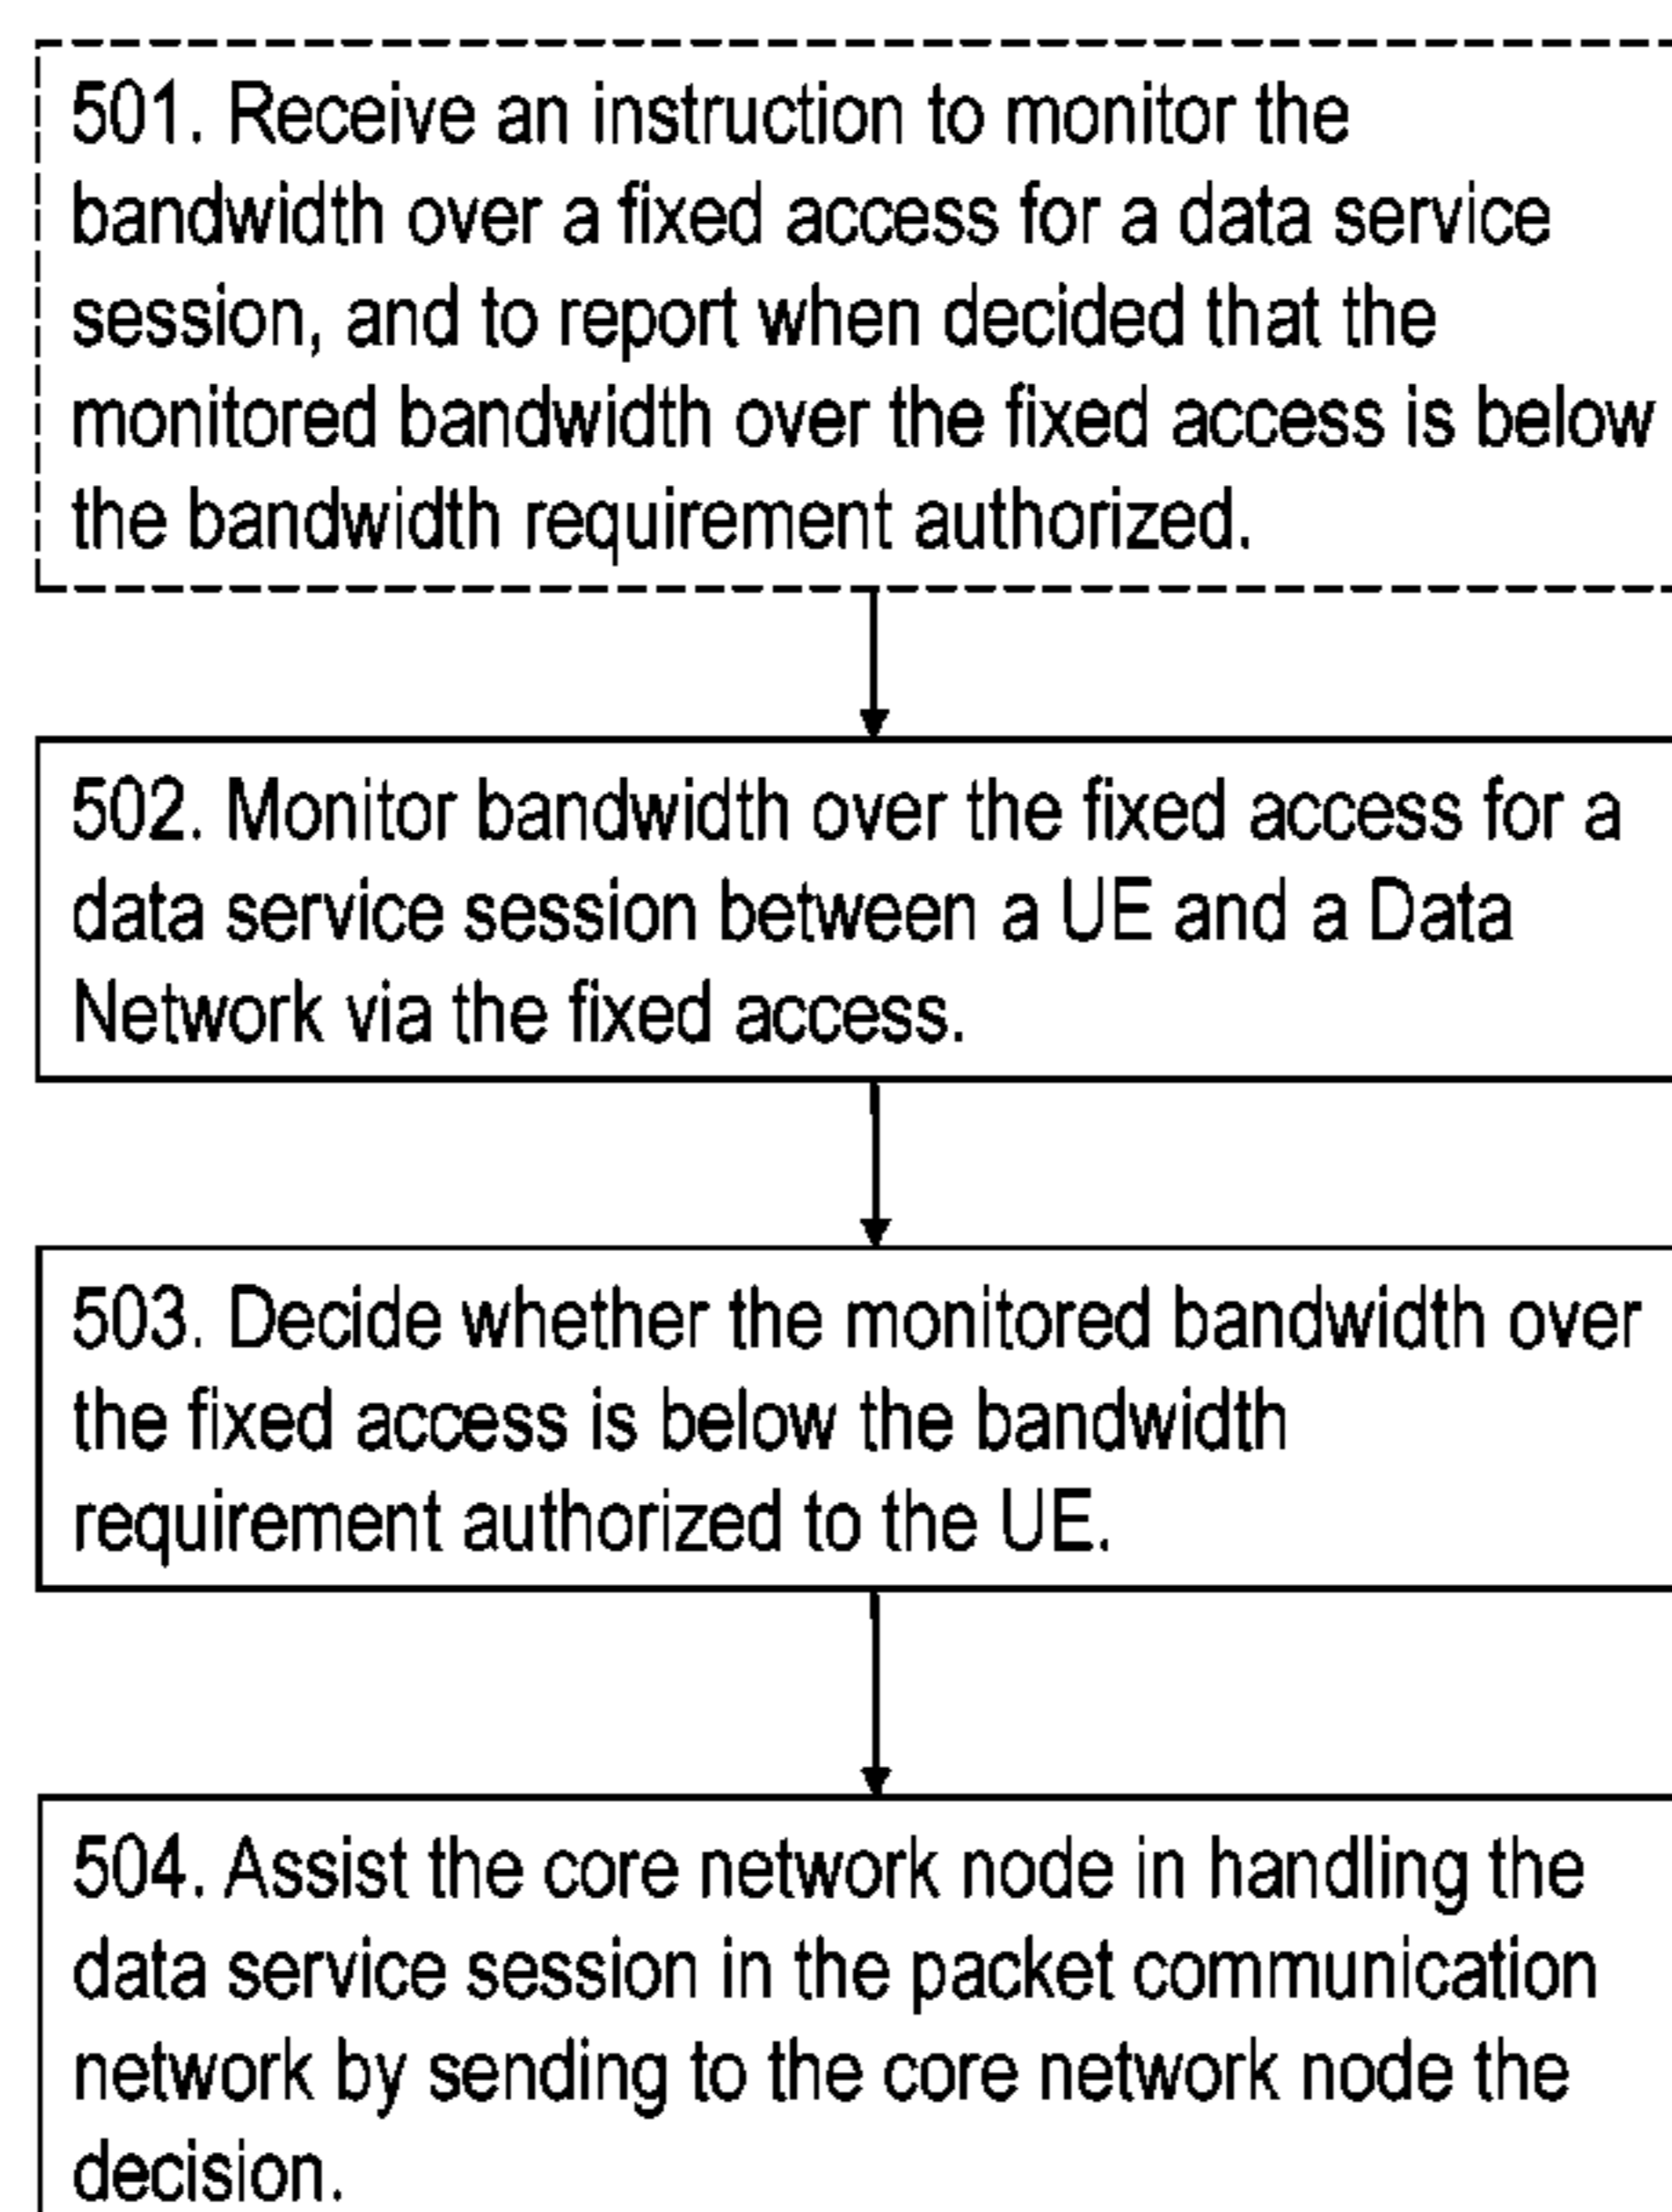 501. Receive an instruction to monitor the
bandwidth over a fixed access for a data service
session, and to report when decided that the
monitored bandwidth over the fixed access is below
the bandwidth requirement authorized.
502. Monitor bandwidth over the fixed access for a
data service session between a UE and a Data
Network via the fixed access.
503. Decide whether the monitored bandwidth over
the fixed access is below the bandwidth
requirement authorized to the UE.
504. Assist the core network node in handling the
data service session in the packet communication
network by sending to the core network node the
decision.